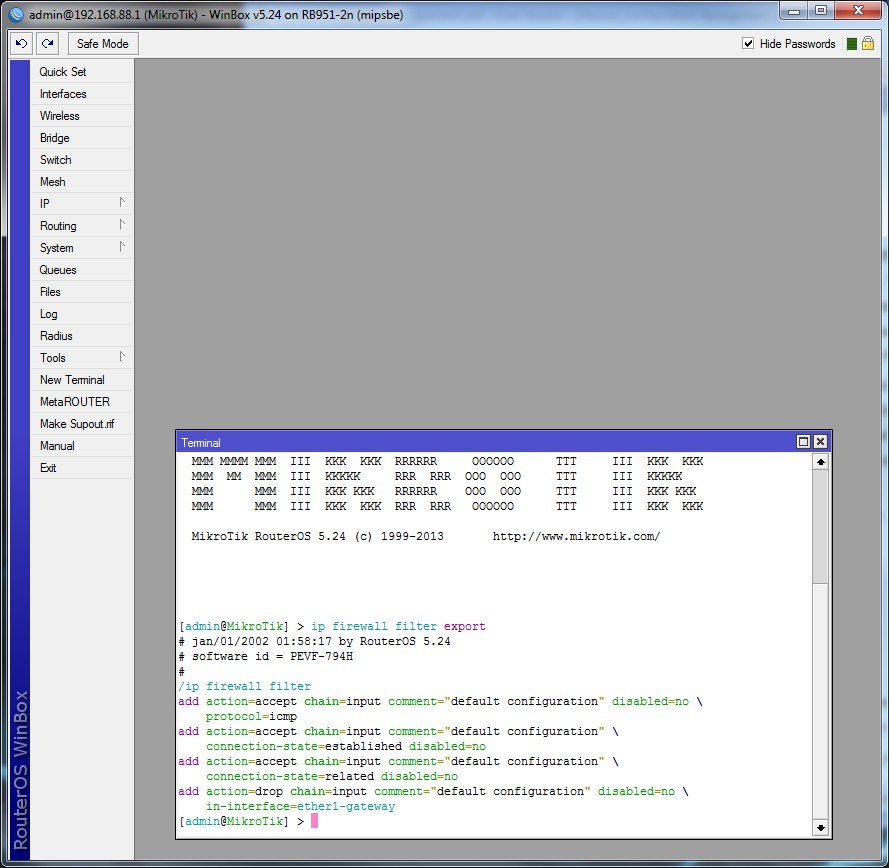 admin@192.168.88.1 (MikroTik) - WinBox v5.24 on RB951-2n (mipsbe)
Safe Mode
Hide Passwords
Quick Set
Interfaces
Wireless
Bridge
Switch
Mesh
IP
Routing
System
Queues
Files
Log
Radius
Tools
New Terminal
MetaROUTER
Make Supout.rif
Manual
Exit
RouterOS WinBox
Terminal
MMM MMMM MMM  III  KKK  KKK  RRRRRR     OOOOOO      TTT     III  KKK  KKK
MMM  MM  MMM  III  KKKKK     RRR  RRR  OOO  OOO     TTT     III  KKKKK
MMM      MMM  III  KKK KKK   RRRRRR    OOO  OOO     TTT     III  KKK KKK
MMM      MMM  III  KKK  KKK  RRR  RRR   OOOOOO      TTT     III  KKK  KKK
MikroTik RouterOS 5.24 (c) 1999-2013       http://www.mikrotik.com/
[admin@MikroTik] > ip firewall filter export
# jan/01/2002 01:58:17 by RouterOS 5.24
# software id = PEVF-794H
#
/ip firewall filter
add action=accept chain=input comment="default configuration" disabled=no \
    protocol=icmp
add action=accept chain=input comment="default configuration" \
    connection-state=established disabled=no
add action=accept chain=input comment="default configuration" \
    connection-state=related disabled=no
add action=drop chain=input comment="default configuration" disabled=no \
    in-interface=ether1-gateway
[admin@MikroTik] >